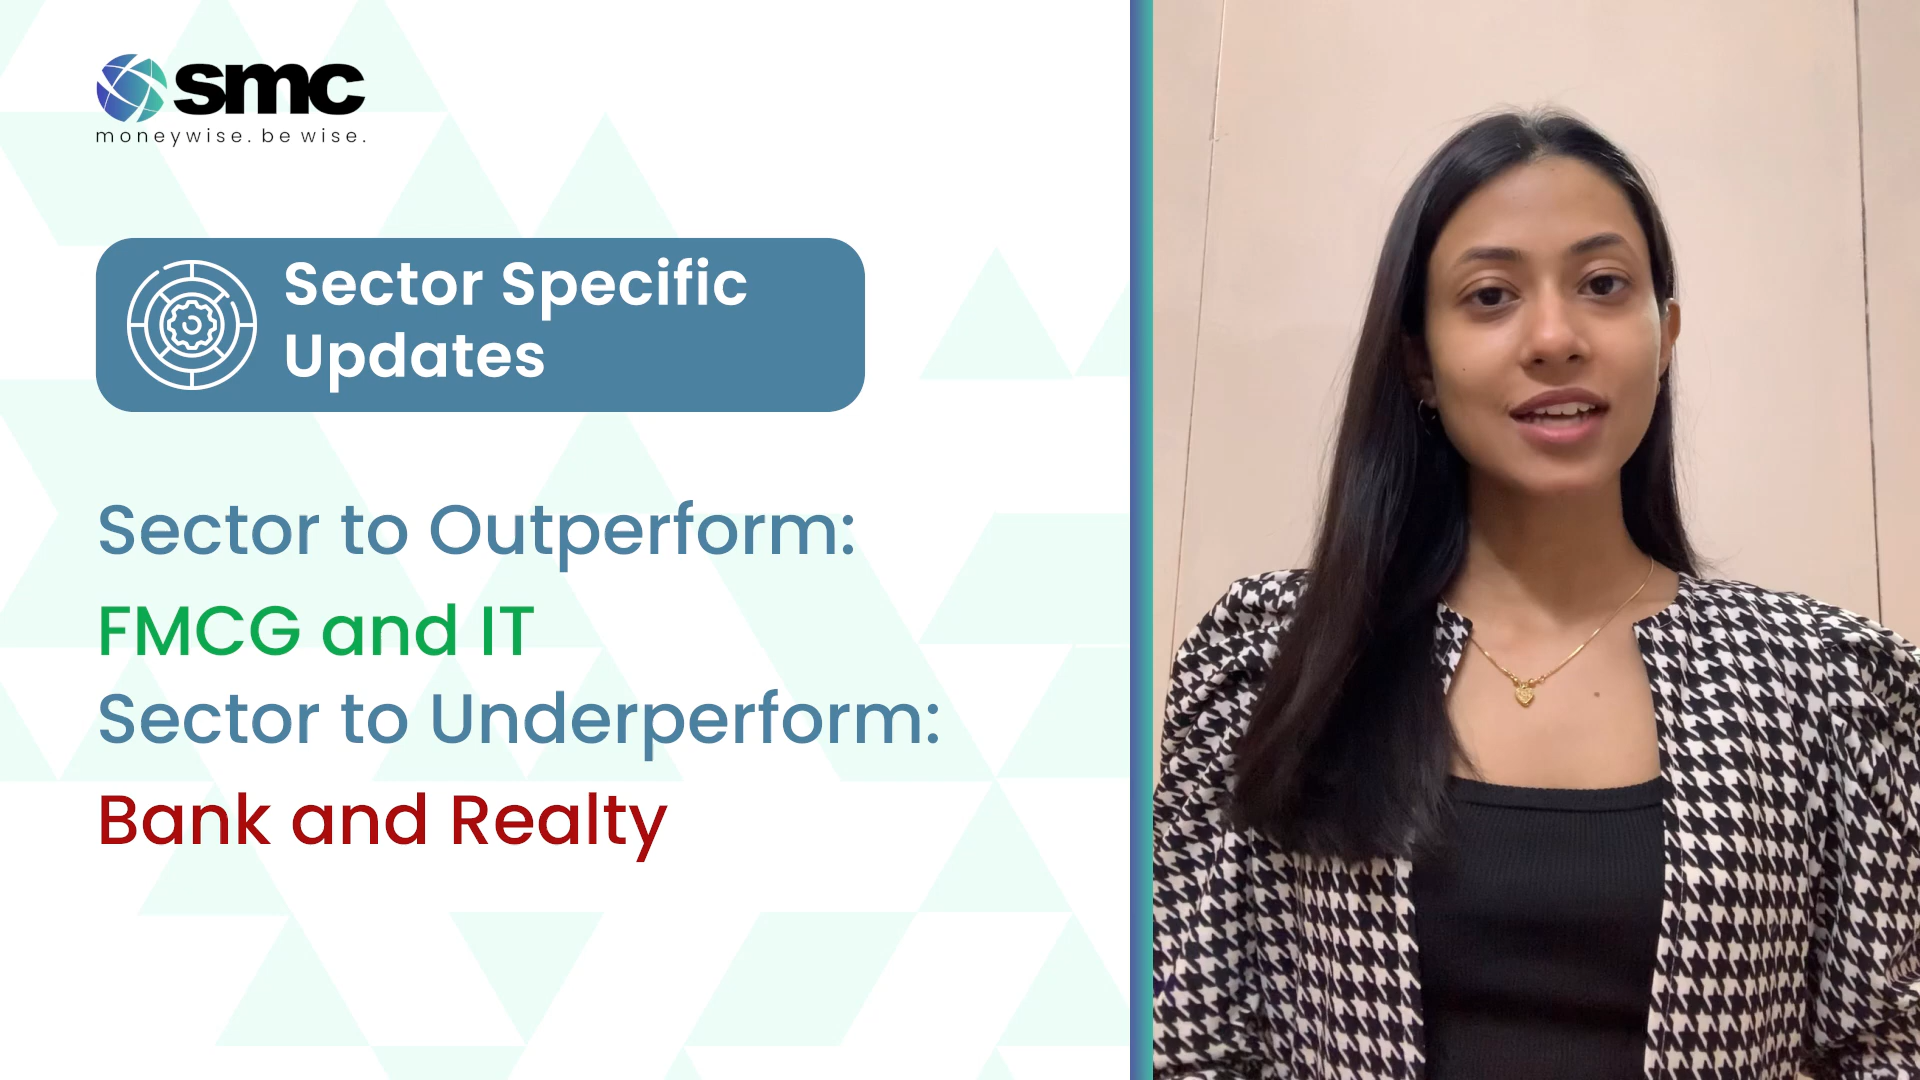 smc
moneywise. be wise.
Sector Specific
Updates
Sector to Outperform:
FMCG and IT
Sector to Underperform:
Bank and Realty